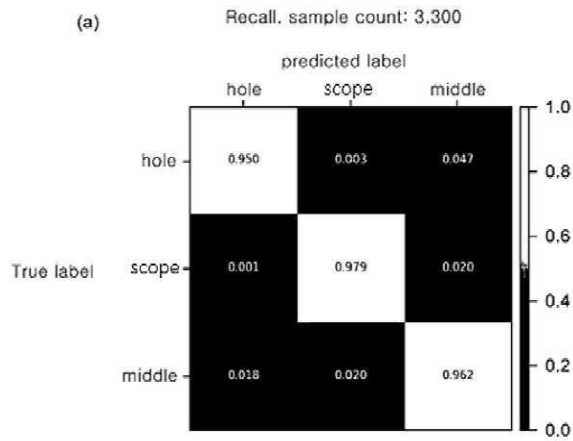 (a) Recall, sample count: 3.300
predicted label
hole scope middle
hole 0.950 0.003 0.047
True label scope 0.001 0.979 0.020
middle 0.018 0.020 0.962
1.0
0.8
0.6
0.4
0.2
0.0